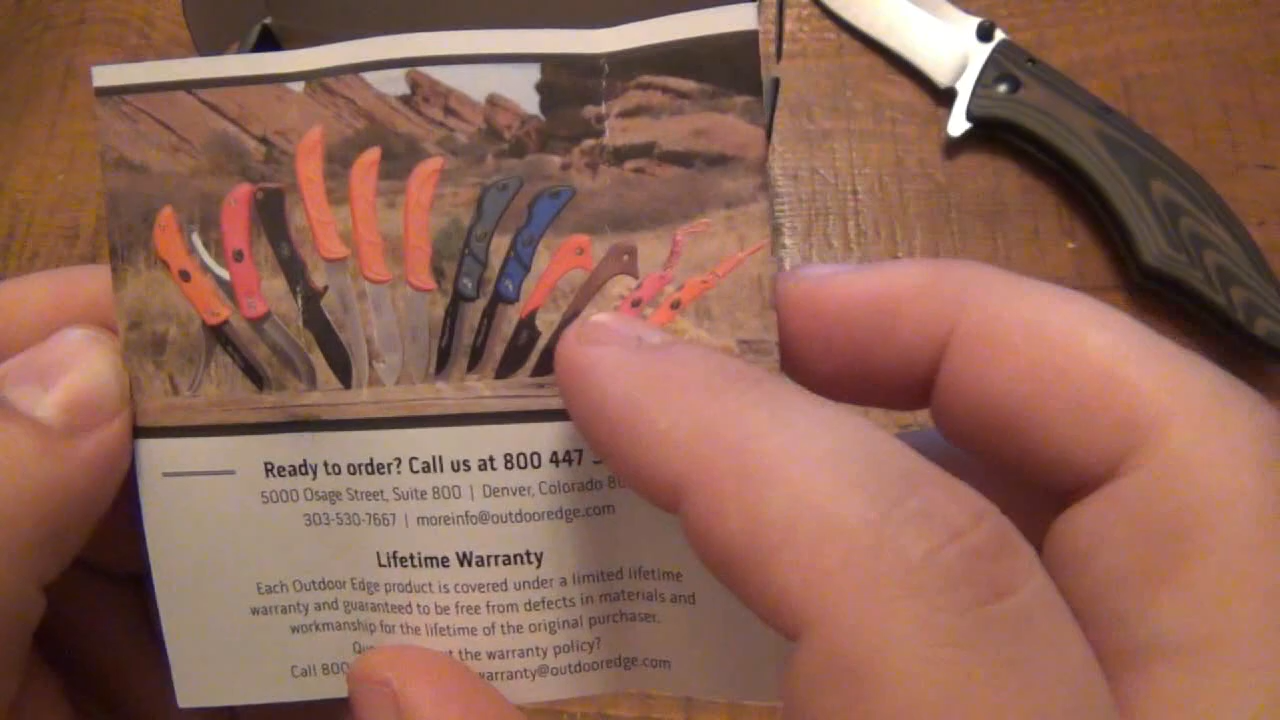 Ready to order? Call us at 800 447
5000 Osage Street, Suite 800 | Denver, Colorado
303-530-7667 | moreinfo@outdooredge.com
Lifetime Warranty
Each Outdoor Edge product is covered under a limited lifetime
warranty and guaranteed to be free from defects in materials and
workmanship for the lifetime of the original purchaser.
the warranty policy?
Call 800 warranty@outdooredge.com